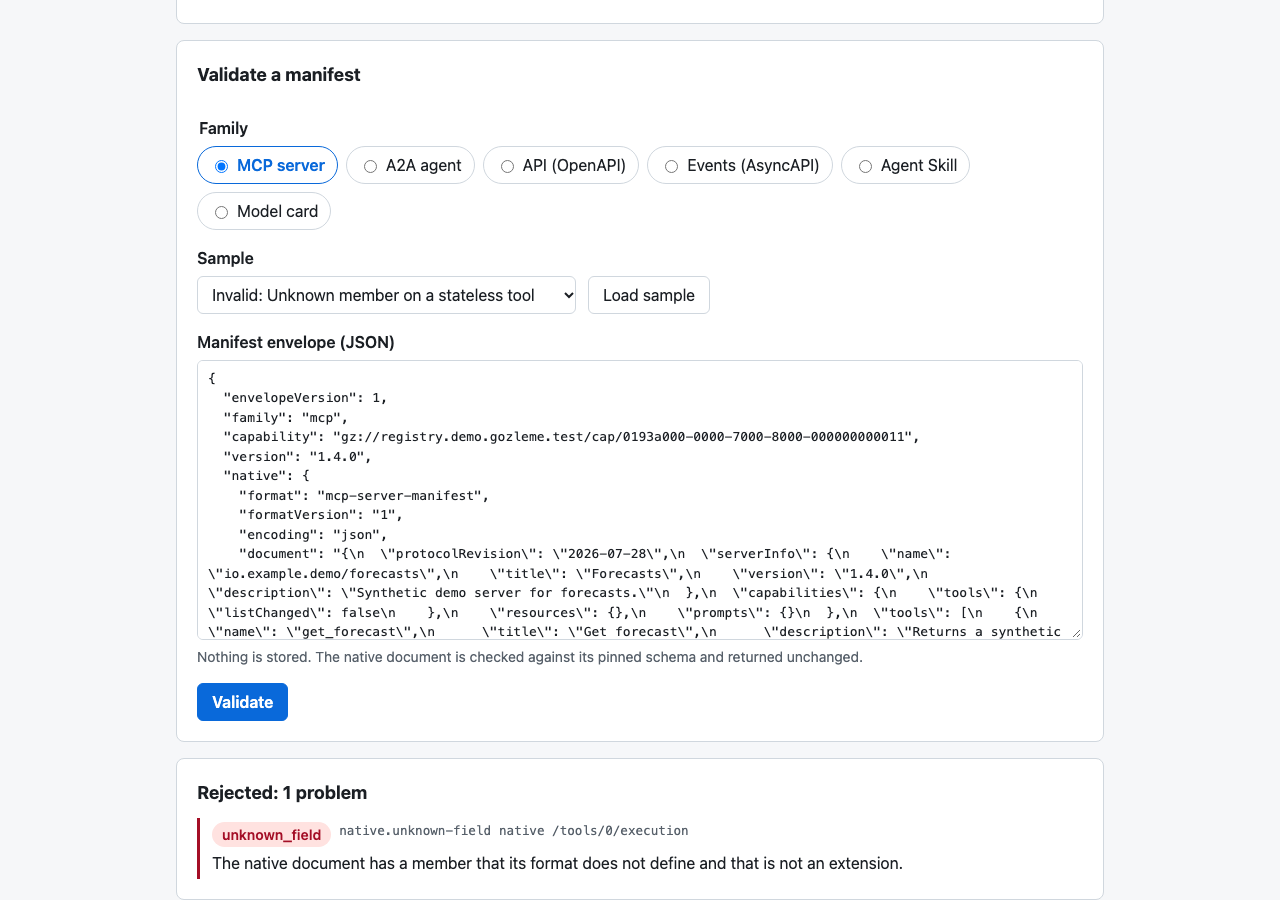 Validate a manifest
Family
MCP server
A2A agent
API (OpenAPI)
Events (AsyncAPI)
Agent Skill
Model card
Sample
Invalid: Unknown member on a stateless tool
Load sample
Manifest envelope (JSON)
{
  "envelopeVersion": 1,
  "family": "mcp",
  "capability": "gz://registry.demo.gozleme.test/cap/0193a000-0000-7000-8000-000000000011",
  "version": "1.4.0",
  "native": {
    "format": "mcp-server-manifest",
    "formatVersion": "1",
    "encoding": "json",
    "document": "{\n  \"protocolRevision\": \"2026-07-28\",\n  \"serverInfo\": {\n    \"name\":
\"io.example.demo/forecasts\",\n    \"title\": \"Forecasts\",\n    \"version\": \"1.4.0\",\n
\"description\": \"Synthetic demo server for forecasts.\"\n  },\n  \"capabilities\": {\n    \"tools\": {\n
\"listChanged\": false\n    },\n    \"resources\": {},\n    \"prompts\": {}\n  },\n  \"tools\": [\n    {\n
\"name\": \"get_forecast\",\n      \"title\": \"Get forecast\",\n      \"description\": \"Returns a synthetic
Nothing is stored. The native document is checked against its pinned schema and returned unchanged.
Validate
Rejected: 1 problem
unknown_field native.unknown-field native /tools/0/execution
The native document has a member that its format does not define and that is not an extension.